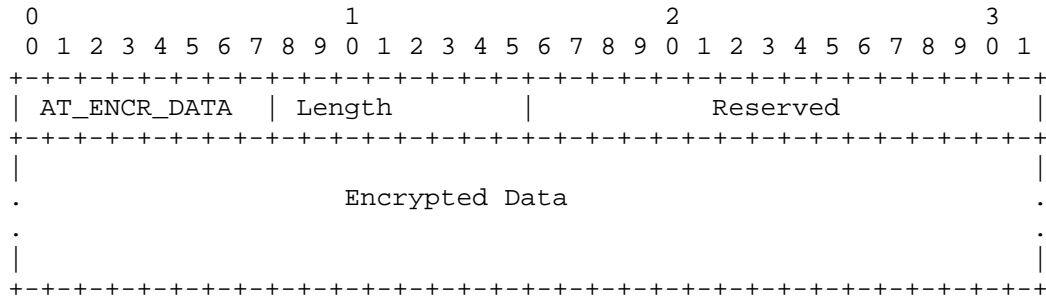 0                   1                   2                   3
 0 1 2 3 4 5 6 7 8 9 0 1 2 3 4 5 6 7 8 9 0 1 2 3 4 5 6 7 8 9 0 1
+-+-+-+-+-+-+-+-+-+-+-+-+-+-+-+-+-+-+-+-+-+-+-+-+-+-+-+-+-+-+-+-+
| AT_ENCR_DATA  | Length        |           Reserved            |
+-+-+-+-+-+-+-+-+-+-+-+-+-+-+-+-+-+-+-+-+-+-+-+-+-+-+-+-+-+-+-+-+
|                                                               |
.                    Encrypted Data                             .
.                                                               .
|                                                               |
+-+-+-+-+-+-+-+-+-+-+-+-+-+-+-+-+-+-+-+-+-+-+-+-+-+-+-+-+-+-+-+-+